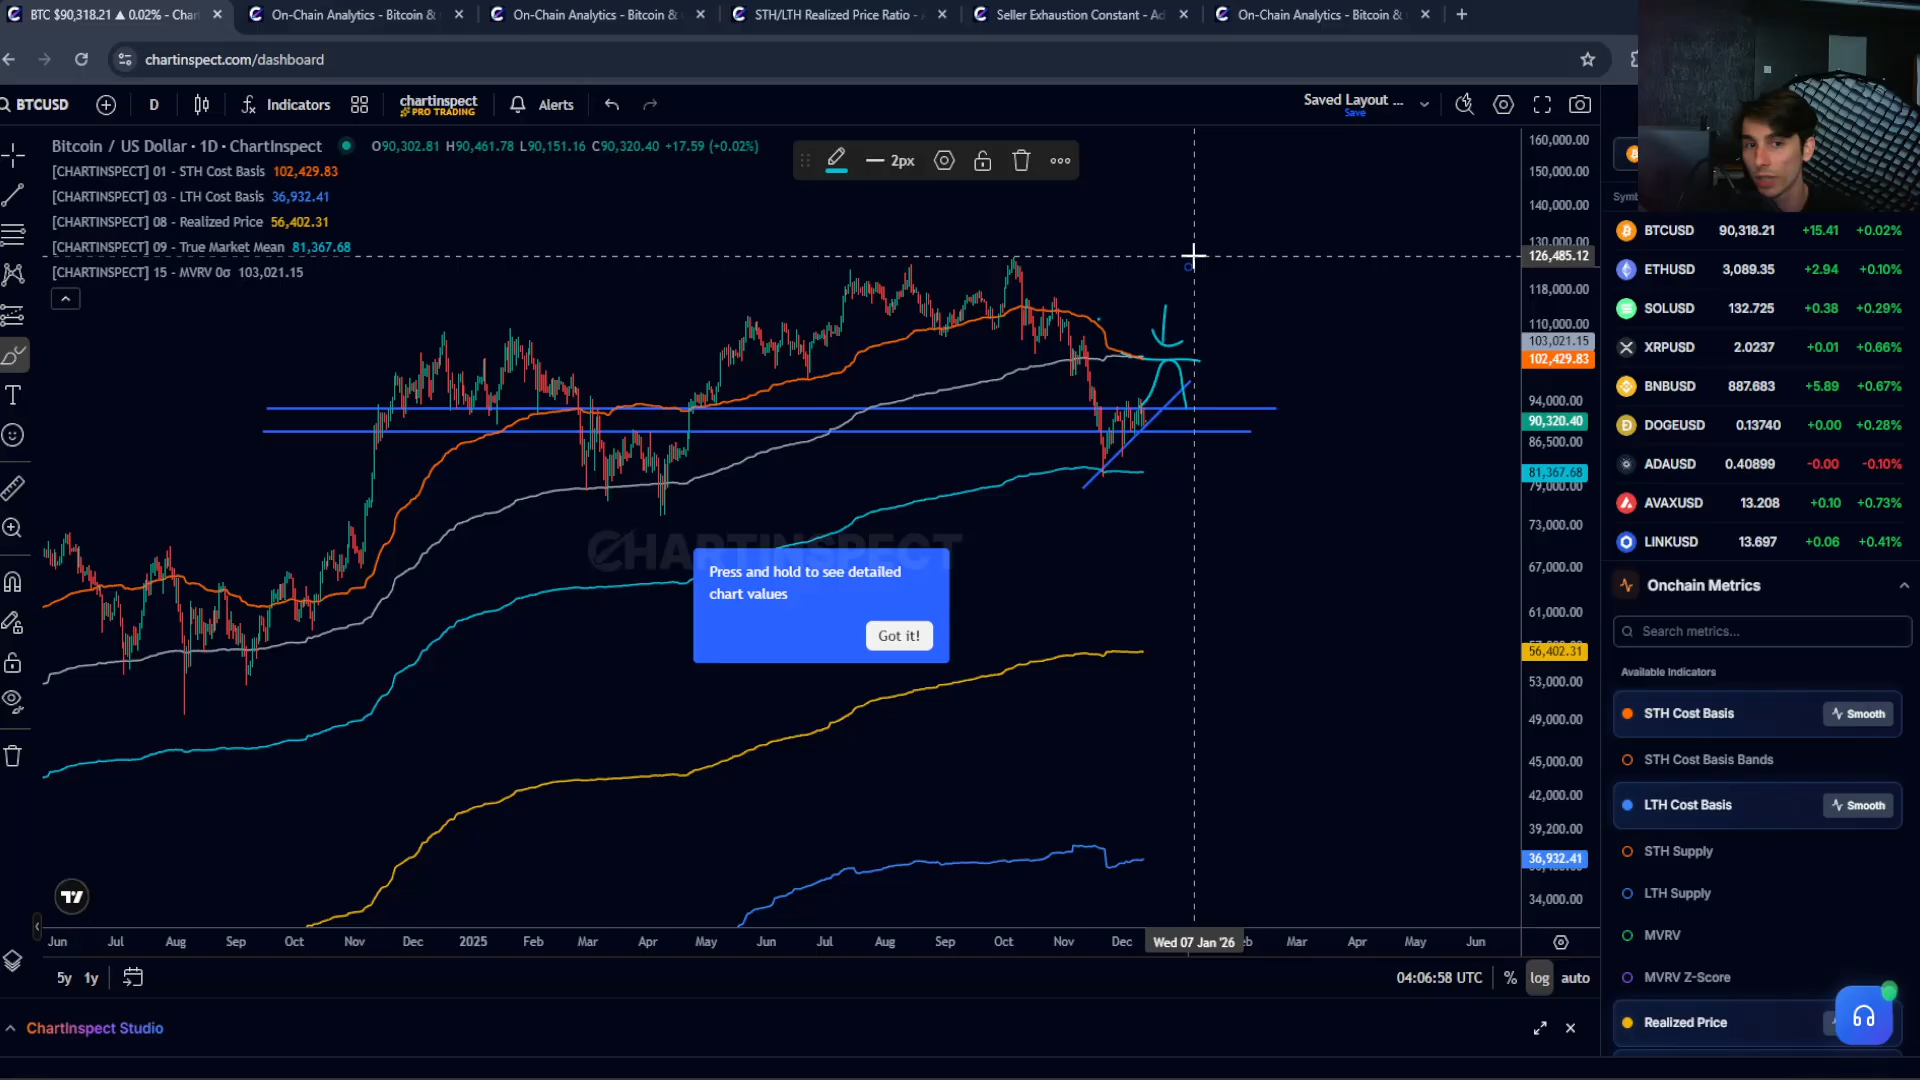 BTC $90,318.21 ▲ 0.02% - Char
On-Chain Analytics - Bitcoin &
On-Chain Analytics - Bitcoin &
STH/LTH Realized Price Ratio -
Seller Exhaustion Constant - Ad
On-Chain Analytics - Bitcoin &
chartinspect.com/dashboard
BTCUSD
D
Indicators
chartinspect
PRO TRADING
Alerts
Saved Layout ...
Save
Bitcoin / US Dollar · 1D · ChartInspect
O90,302.81 H90,461.78 L90,151.16 C90,320.40 +17.59 (+0.02%)
[CHARTINSPECT] 01 - STH Cost Basis 102,429.83
[CHARTINSPECT] 03 - LTH Cost Basis 36,932.41
[CHARTINSPECT] 08 - Realized Price 56,402.31
[CHARTINSPECT] 09 - True Market Mean 81,367.68
[CHARTINSPECT] 15 - MVRV 0σ 103,021.15
2px
160,000.00
150,000.00
140,000.00
130,000.00
126,485.12
118,000.00
110,000.00
103,021.15
102,429.83
94,000.00
90,320.40
86,500.00
81,367.68
79,000.00
73,000.00
67,000.00
61,000.00
56,402.31
53,000.00
49,000.00
45,000.00
42,000.00
39,200.00
36,932.41
34,000.00
CHARTINSPECT
Press and hold to see detailed
chart values
Got it!
Jun
Jul
Aug
Sep
Oct
Nov
Dec
2025
Feb
Mar
Apr
May
Jun
Jul
Aug
Sep
Oct
Nov
Dec
Wed 07 Jan '26
Mar
Apr
May
Jun
5y
1y
04:06:58 UTC
%
log
auto
ChartInspect Studio
BTCUSD 90,318.21 +15.41 +0.02%
ETHUSD 3,089.35 +2.94 +0.10%
SOLUSD 132.725 +0.38 +0.29%
XRPUSD 2.0237 +0.01 +0.66%
BNBUSD 887.683 +5.89 +0.67%
DOGEUSD 0.13740 +0.00 +0.28%
ADAUSD 0.40899 -0.00 -0.10%
AVAXUSD 13.208 +0.10 +0.73%
LINKUSD 13.697 +0.06 +0.41%
Onchain Metrics
Search metrics...
Available Indicators
STH Cost Basis
Smooth
STH Cost Basis Bands
LTH Cost Basis
Smooth
STH Supply
LTH Supply
MVRV
MVRV Z-Score
Realized Price